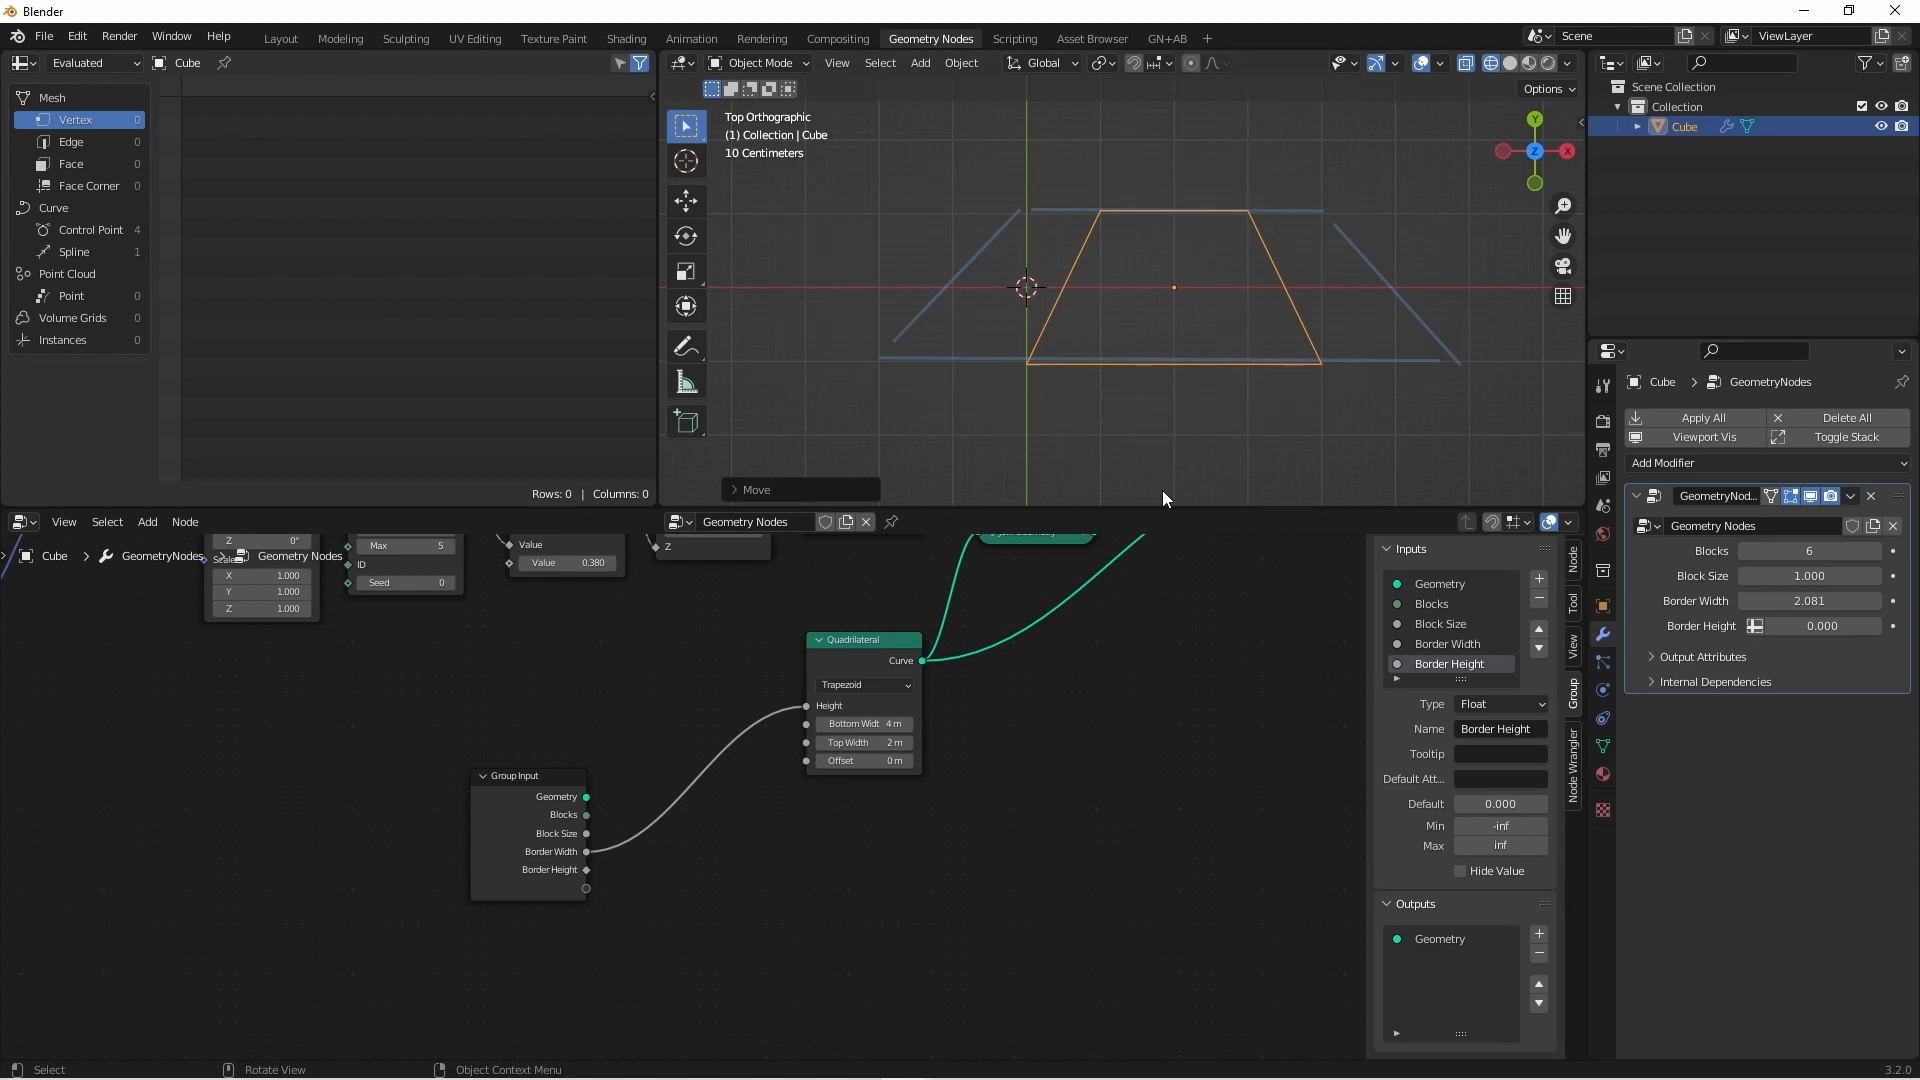 Blender
File Edit Render Window Help
Layout Modeling Sculpting UV Editing Texture Paint Shading Animation Rendering Compositing Geometry Nodes Scripting Asset Browser GN+AB +
Scene
ViewLayer
Evaluated
Cube
Object Mode View Select Add Object
Global
Options
Mesh
Vertex 0
Edge 0
Face 0
Face Corner 0
Curve
Control Point 4
Spline 1
Point Cloud
Point 0
Volume Grids 0
Instances 0
Rows: 0 | Columns: 0
Top Orthographic
(1) Collection | Cube
10 Centimeters
Y
Z
X
> Move
Scene Collection
Collection
Cube
Cube > GeometryNodes
Apply All
Delete All
Viewport Vis
Toggle Stack
Add Modifier
GeometryNod...
Geometry Nodes
Blocks 6
Block Size 1.000
Border Width 2.081
Border Height 0.000
Output Attributes
Internal Dependencies
View Select Add Node
Geometry Nodes
Cube > GeometryNodes > Geometry Nodes
Z 0°
Scale
X 1.000
Y 1.000
Z 1.000
Max 5
ID
Seed 0
Value
Value 0.380
Z
Quadrilateral
Curve
Trapezoid
Height
Bottom Widt 4 m
Top Width 2 m
Offset 0 m
Group Input
Geometry
Blocks
Block Size
Border Width
Border Height
Inputs
Geometry
Blocks
Block Size
Border Width
Border Height
Type Float
Name Border Height
Tooltip
Default Att...
Default 0.000
Min -inf
Max inf
Hide Value
Outputs
Geometry
Node
Tool
View
Group
Node Wrangler
Select
Rotate View
Object Context Menu
3.2.0